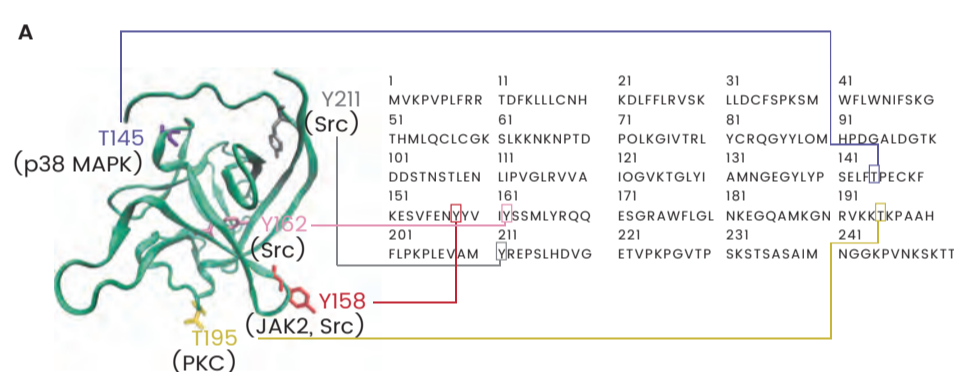 A
1 11 21 31 41
MVKPVPLFRR TDFKLLLCNH KDLFFLRVSK LLDCFSPKSM WFLWNIFSKG
51 61 71 81 91
THMLQCLCGK SLKKNKNPTD POLKGIVTRL YCRQGYYLOM HPDGALDGTK
101 111 121 131 141
DDSTNSTLEN LIPVGLRVVA IOGVKTGLYI AMNGEGYLYP SELFTPECKF
151 161 171 181 191
KESVFENYYV IYSSMLYRQQ ESGRAWFLGL NKEGQAMKGN RVKKTKPAAH
201 211 221 231 241
FLPKPLEVAM YREPSLHDVG ETVPKPGVTP SKSTSASAIM NGGKPVNKSKTT
Y211
(Src)
T145
(p38 MAPK)
Y162
(Src)
Y158
(JAK2, Src)
T195
(PKC)